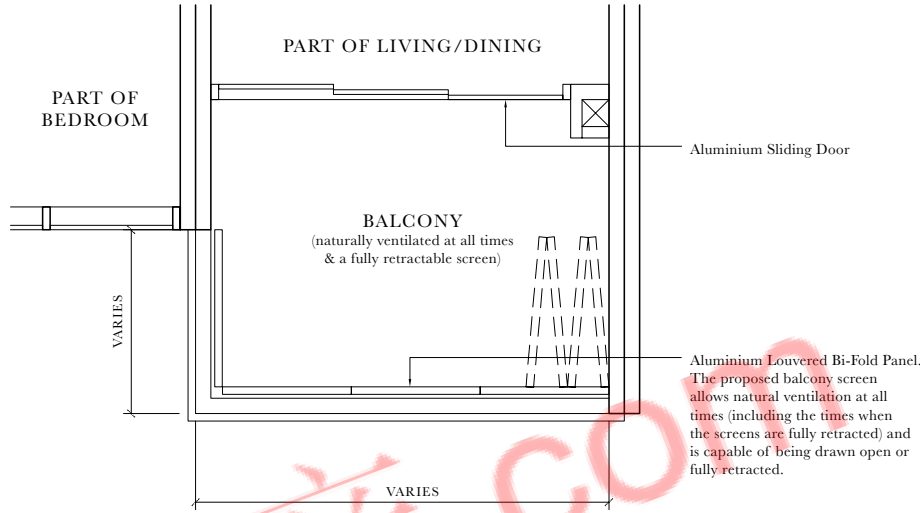 PART OF LIVING/DINING
PART OF
BEDROOM
Aluminium Sliding Door
BALCONY
(naturally ventilated at all times
& a fully retractable screen)
VARIES
Aluminium Louvered Bi-Fold Panel.
The proposed balcony screen
allows natural ventilation at all
times (including the times when
the screens are fully retracted) and
is capable of being drawn open or
fully retracted.
VARIES
.com